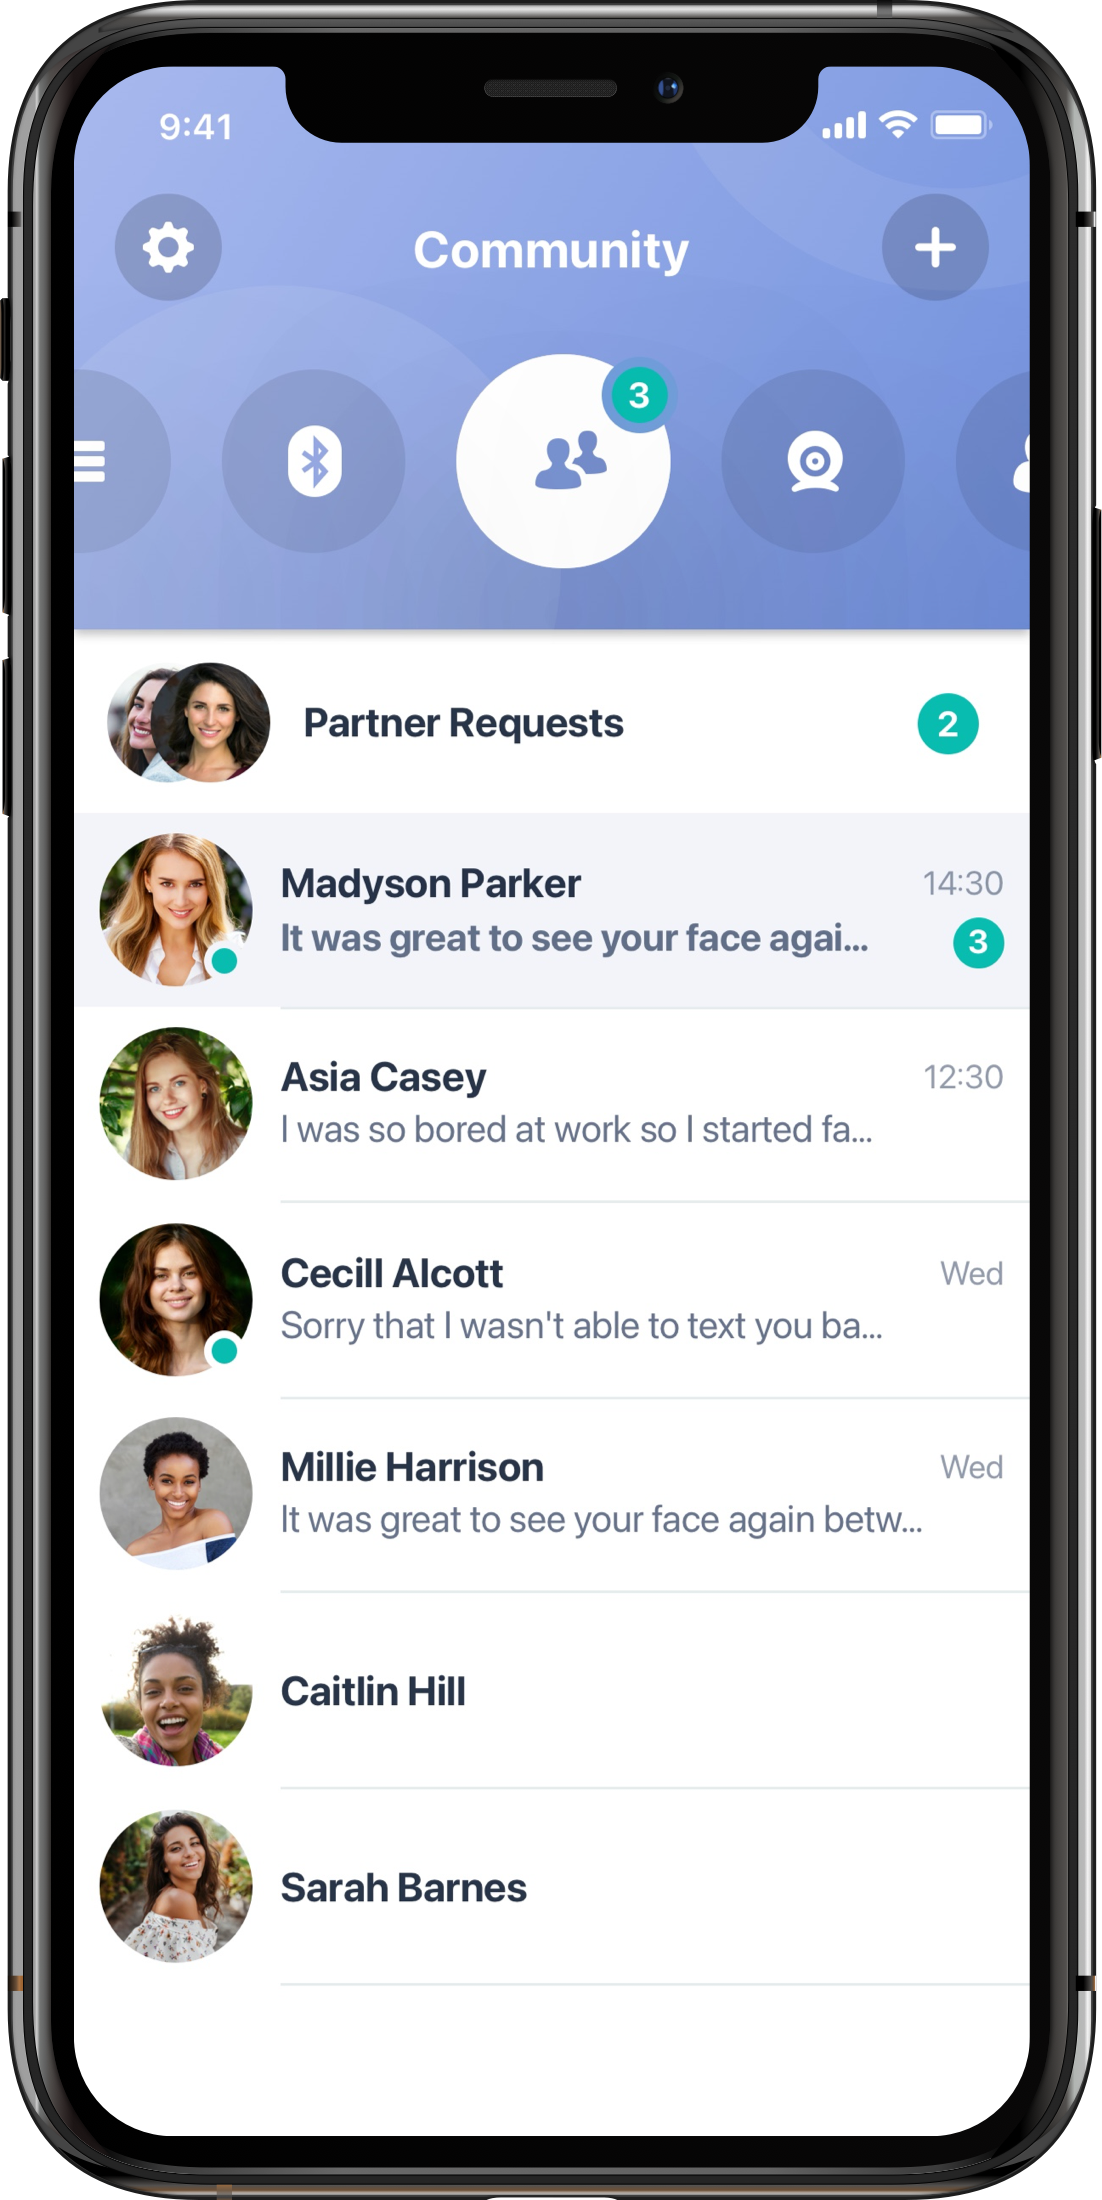 9:41
Community
3
Partner Requests
2
Madyson Parker
14:30
It was great to see your face agai...
3
Asia Casey
12:30
I was so bored at work so I started fa...
Cecill Alcott
Wed
Sorry that I wasn't able to text you ba...
Millie Harrison
Wed
It was great to see your face again betw...
Caitlin Hill
Sarah Barnes